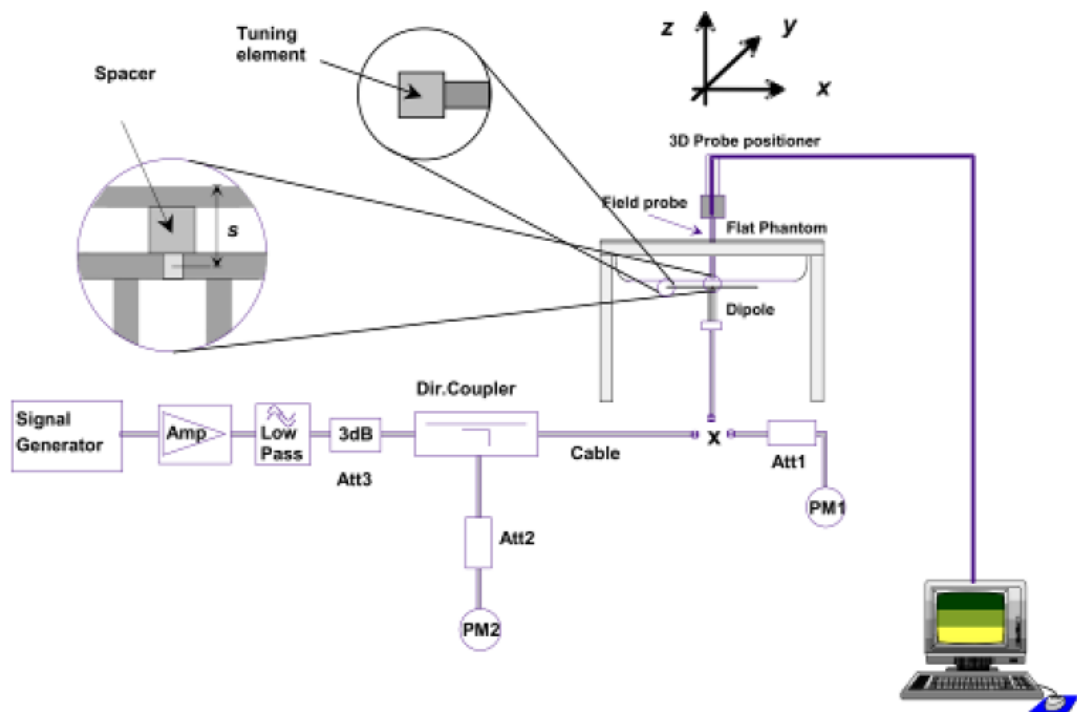 Tuning
element
Spacer
z
y
x
3D Probe positioner
Field probe
Flat Phantom
s
Dipole
Dir.Coupler
Signal
Generator
Amp
Low
Pass
3dB
Att3
Cable
X
Att1
PM1
Att2
PM2